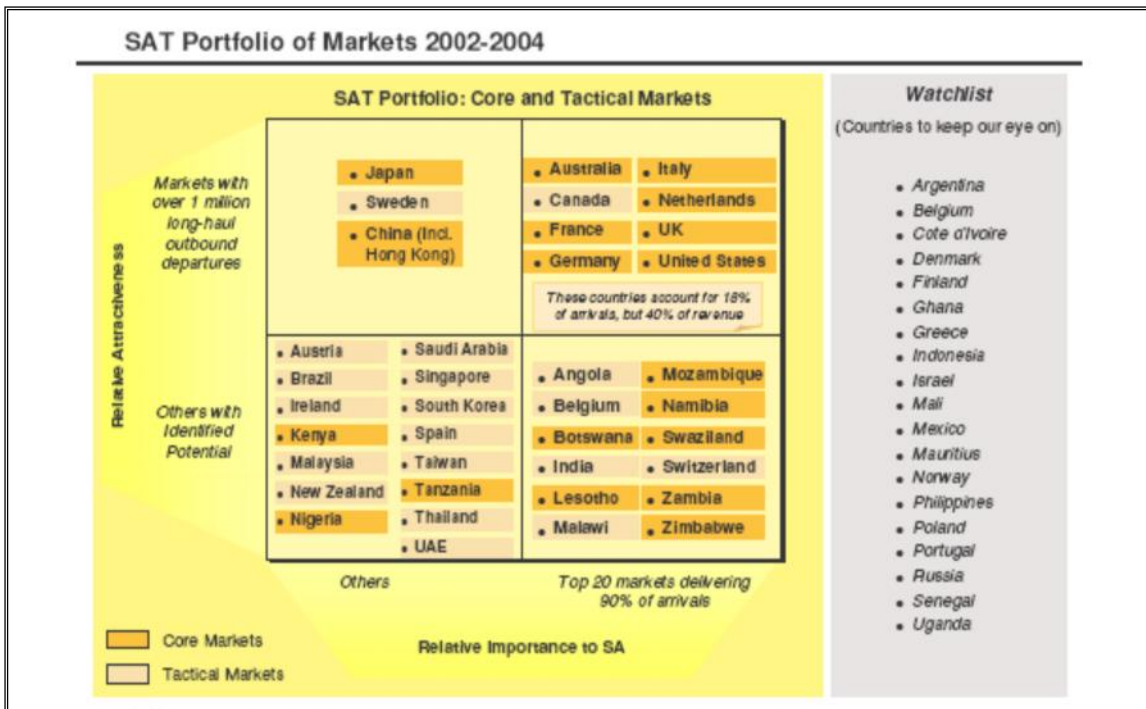 SAT Portfolio of Markets 2002-2004
SAT Portfolio: Core and Tactical Markets
Relative Attractiveness
Markets with
over 1 million
long-haul
outbound
departures
• Japan
• Sweden
• China (Incl.
Hong Kong)
• Australia
• Canada
• France
• Germany
• Italy
• Netherlands
• UK
• United States
These countries account for 18%
of arrivals, but 40% of revenue
Others with
Identified
Potential
• Austria
• Brazil
• Ireland
• Kenya
• Malaysia
• New Zealand
• Nigeria
• Saudi Arabia
• Singapore
• South Korea
• Spain
• Taiwan
• Tanzania
• Thailand
• UAE
• Angola
• Belgium
• Botswana
• India
• Lesotho
• Malawi
• Mozambique
• Namibia
• Swaziland
• Switzerland
• Zambia
• Zimbabwe
Others
Top 20 markets delivering
90% of arrivals
Relative Importance to SA
Core Markets
Tactical Markets
Watchlist
(Countries to keep our eye on)
• Argentina
• Belgium
• Cote d'Ivoire
• Denmark
• Finland
• Ghana
• Greece
• Indonesia
• Israel
• Mali
• Mexico
• Mauritius
• Norway
• Philippines
• Poland
• Portugal
• Russia
• Senegal
• Uganda